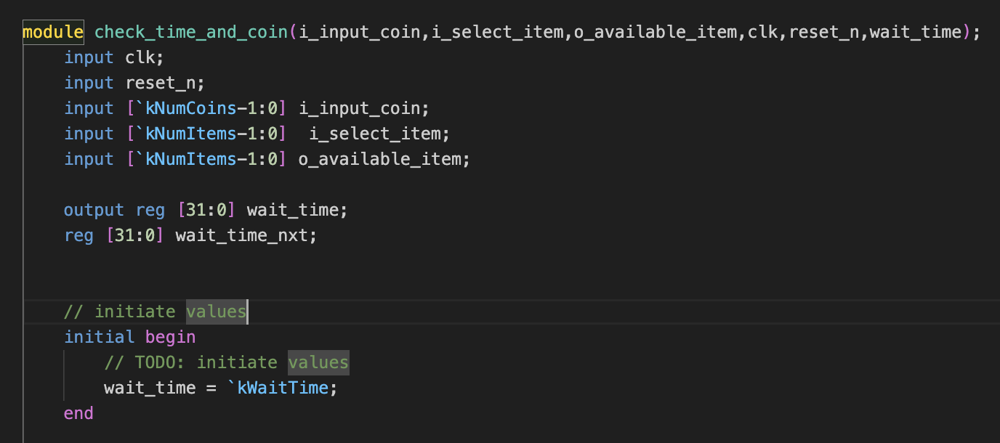 module check_time_and_coin(i_input_coin,i_select_item,o_available_item,clk,reset_n,wait_time);
    input clk;
    input reset_n;
    input [`kNumCoins-1:0] i_input_coin;
    input [`kNumItems-1:0]  i_select_item;
    input [`kNumItems-1:0] o_available_item;
    output reg [31:0] wait_time;
    reg [31:0] wait_time_nxt;
    // initiate values
    initial begin
        // TODO: initiate values
        wait_time = `kWaitTime;
    end